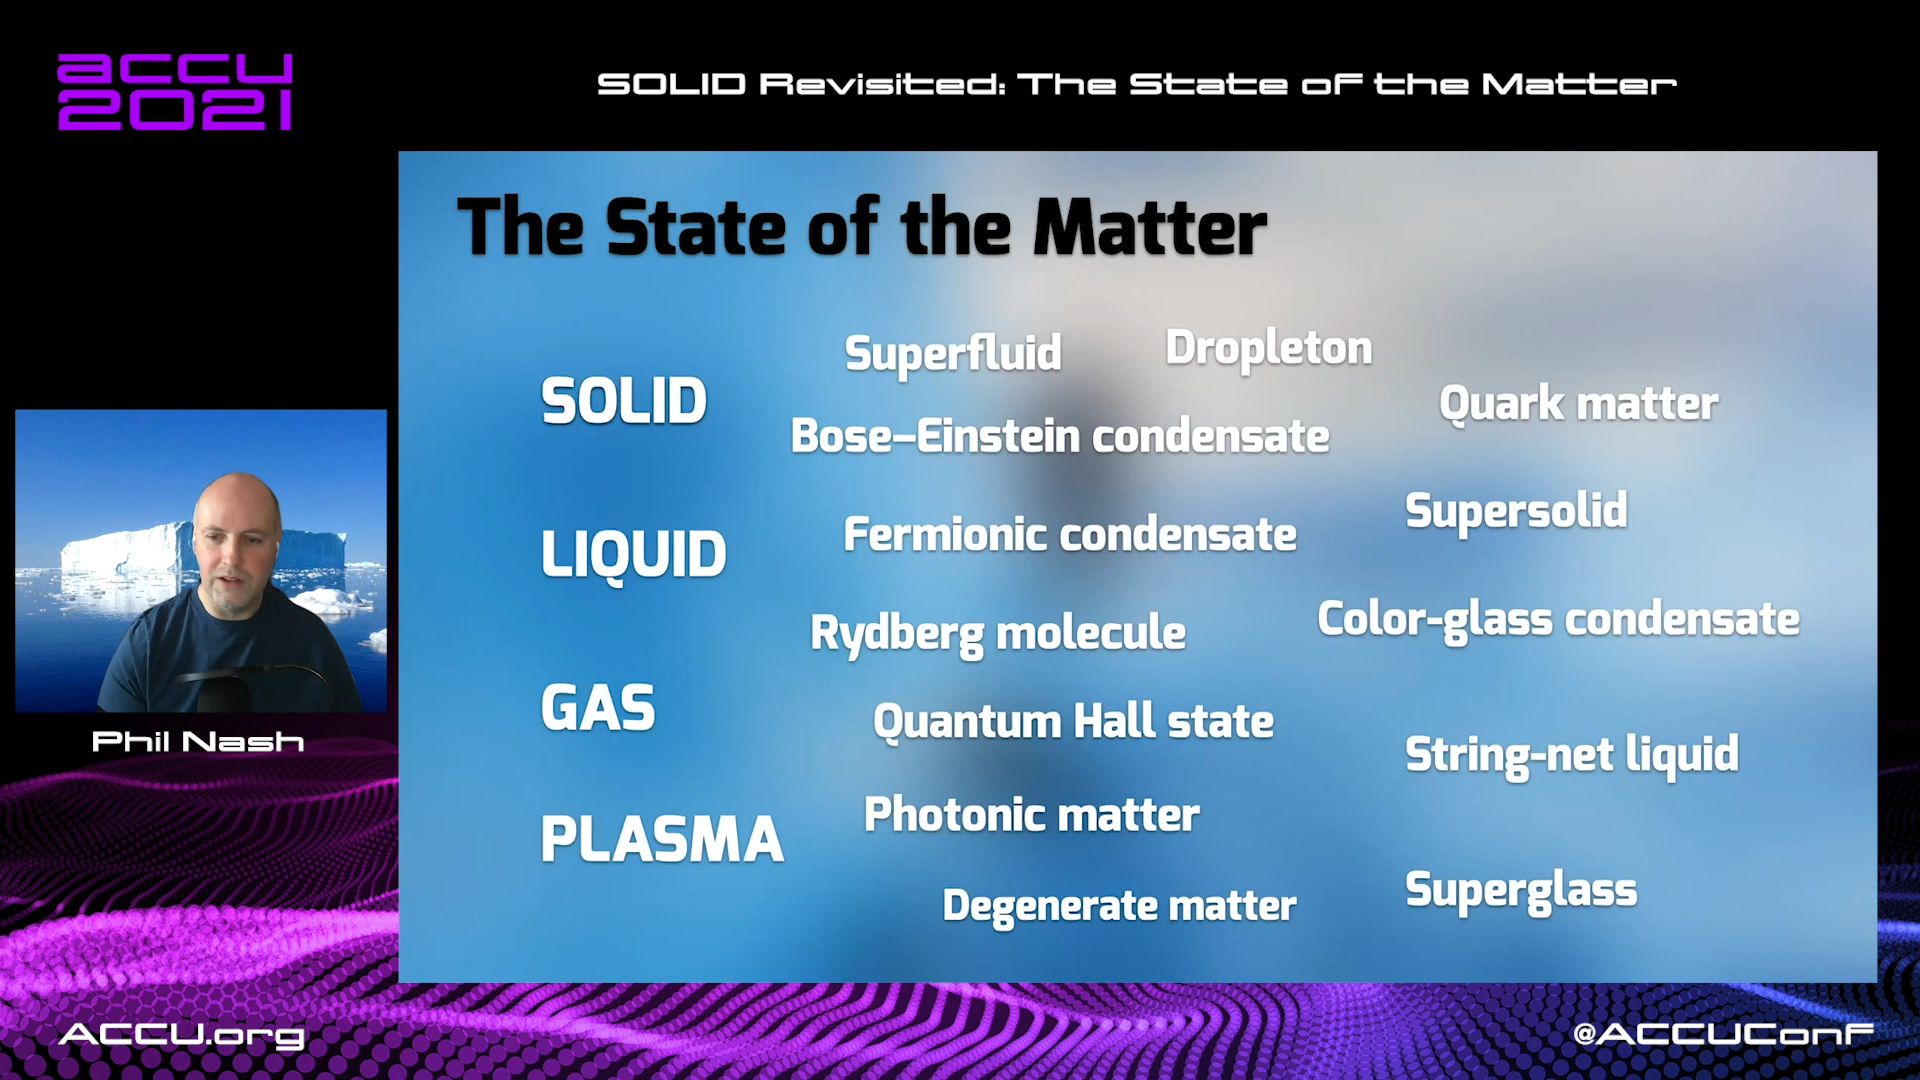 accu
2021
SOLID Revisited: The State of the Matter
The State of the Matter
SOLID
LIQUID
GAS
PLASMA
Superfluid
Dropleton
Quark matter
Bose–Einstein condensate
Supersolid
Fermionic condensate
Color-glass condensate
Rydberg molecule
Quantum Hall state
String-net liquid
Photonic matter
Superglass
Degenerate matter
Phil Nash
ACCU.org
@ACCUConf